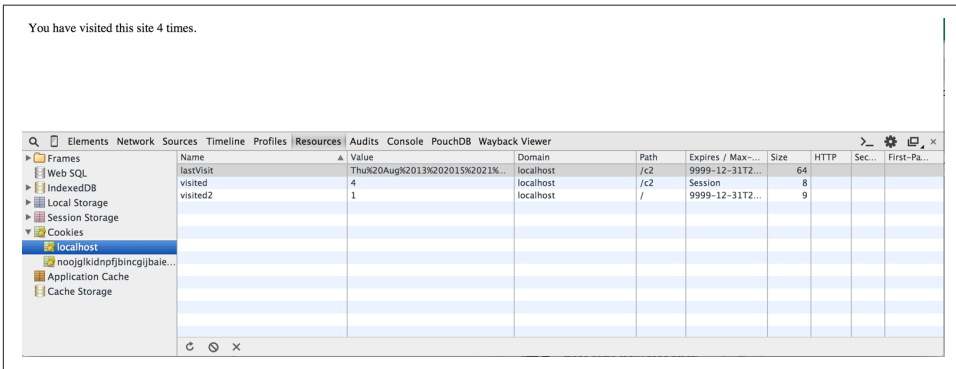 You have visited this site 4 times.
Elements Network Sources Timeline Profiles Resources Audits Console PouchDB Wayback Viewer
Frames
Web SQL
IndexedDB
Local Storage
Session Storage
Cookies
localhost
noojglkidnpfjbincgijbaie...
Application Cache
Cache Storage
Name Value Domain Path Expires / Max-... Size HTTP Sec... First-Pa...
lastVisit Thu%20Aug%2013%202015%2021%... localhost /c2 9999-12-31T2... 64
visited 4 localhost /c2 Session 8
visited2 1 localhost / 9999-12-31T2... 9